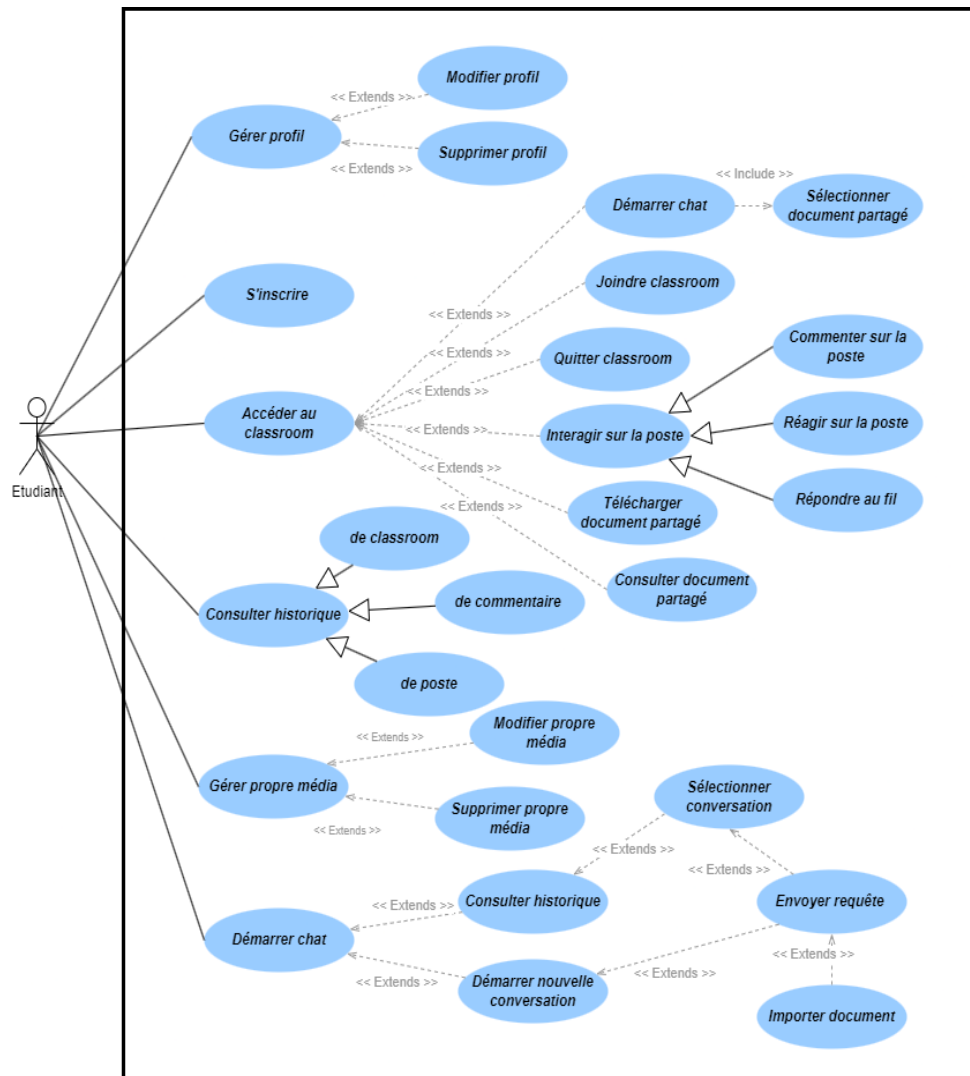 Modifier profil
<< Extends >>
Gérer profil
Supprimer profil
<< Extends >>
<< Include >>
Démarrer chat
Sélectionner
document partagé
S'inscrire
Joindre classroom
<< Extends >>
Commenter sur la
poste
<< Extends >>
Quitter classroom
<< Extends >>
Accéder au
classroom
Réagir sur la poste
<< Extends >>
Interagir sur la poste
<< Extends >>
Etudiant
Répondre au fil
<< Extends >>
Télécharger
document partagé
de classroom
Consulter document
partagé
de commentaire
Consulter historique
de poste
Modifier propre
média
<< Extends >>
Gérer propre média
Sélectionner
conversation
Supprimer propre
média
<< Extends >>
<< Extends >>
<< Extends >>
Consulter historique
Envoyer requête
<< Extends >>
Démarrer chat
<< Extends >>
<< Extends >>
<< Extends >>
Démarrer nouvelle
conversation
Importer document